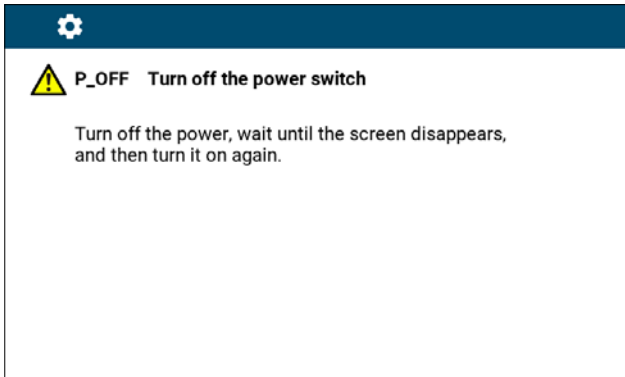 P_OFF Turn off the power switch
Turn off the power, wait until the screen disappears,
and then turn it on again.